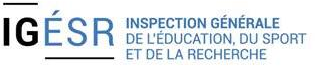 IGÉSR
INSPECTION GÉNÉRALE
DE L'ÉDUCATION, DU SPORT
ET DE LA RECHERCHE